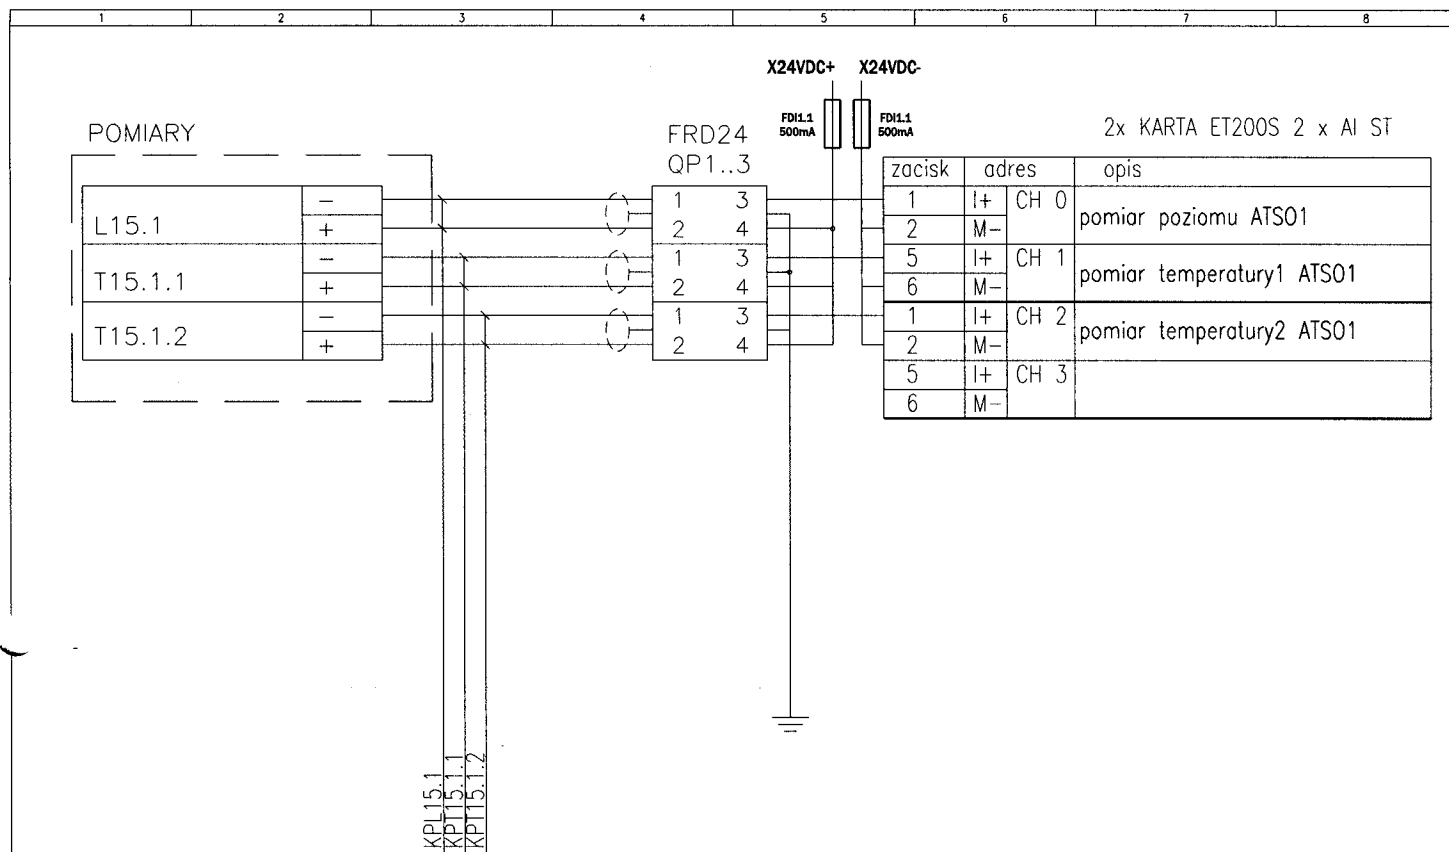 1 2 3 4 5 6 7 8
X24VDC+ X24VDC-
FDI1.1
500mA
FDI1.1
500mA
POMIARY
FRD24
QP1..3
2x KARTA ET200S 2 x AI ST
zacisk adres opis
L15.1 - 1 3 1 I+ CH 0 pomiar poziomu ATSO1
+ 2 4 2 M-
T15.1.1 - 1 3 5 I+ CH 1 pomiar temperatury1 ATSO1
+ 2 4 6 M-
T15.1.2 - 1 3 1 I+ CH 2 pomiar temperatury2 ATSO1
+ 2 4 2 M-
5 I+ CH 3
6 M-
KPL15.1
KPT15.1.1
KPT15.1.2